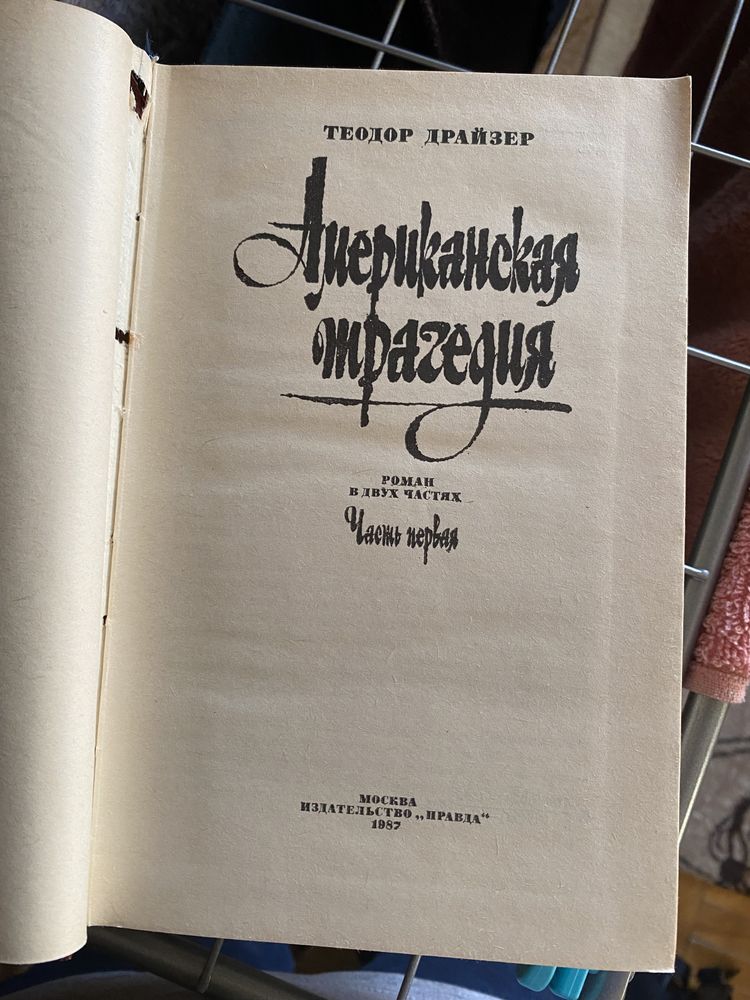 ТЕОДОР ДРАЙЗЕР
Американская
трагедия
РОМАН
В ДВУХ ЧАСТЯХ
Часть первая
МОСКВА
ИЗДАТЕЛЬСТВО „ПРАВДА“
1987